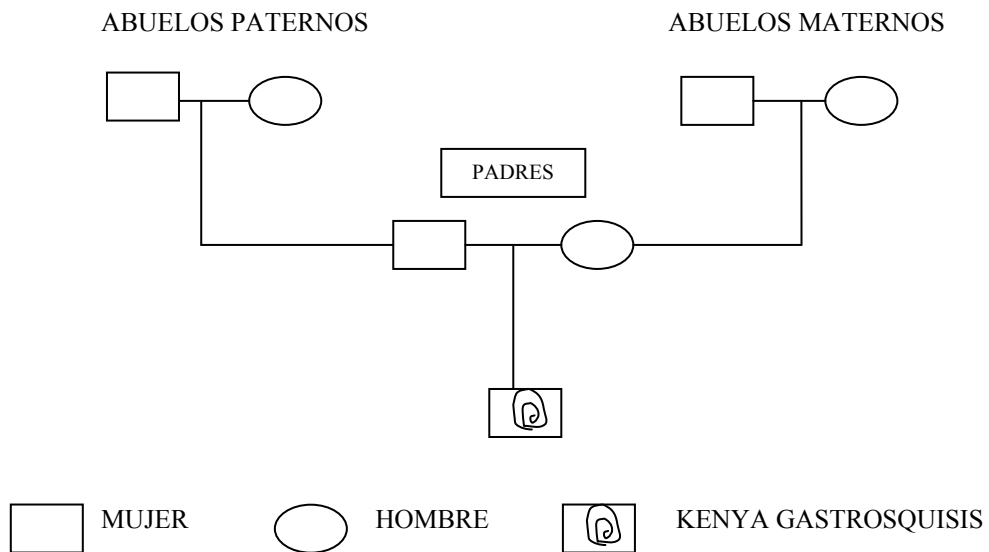 ABUELOS PATERNOS
ABUELOS MATERNOS
PADRES
MUJER
HOMBRE
KENYA GASTROSQUISIS